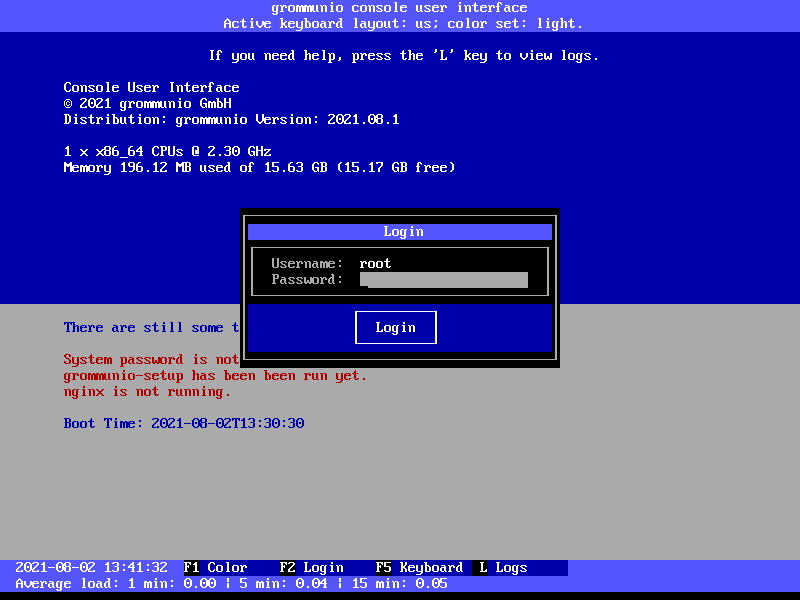 grommunio console user interface
Active keyboard layout: us; color set: light.
If you need help, press the 'L' key to view logs.
Console User Interface
© 2021 grommunio GmbH
Distribution: grommunio Version: 2021.08.1
1 x x86_64 CPUs @ 2.30 GHz
Memory 196.12 MB used of 15.63 GB (15.17 GB free)
Login
Username: root
Password:
Login
There are still some t
System password is not
grommunio-setup has been been run yet.
nginx is not running.
Boot Time: 2021-08-02T13:30:30
2021-08-02 13:41:32 F1 Color F2 Login F5 Keyboard L Logs
Average load: 1 min: 0.00 | 5 min: 0.04 | 15 min: 0.05